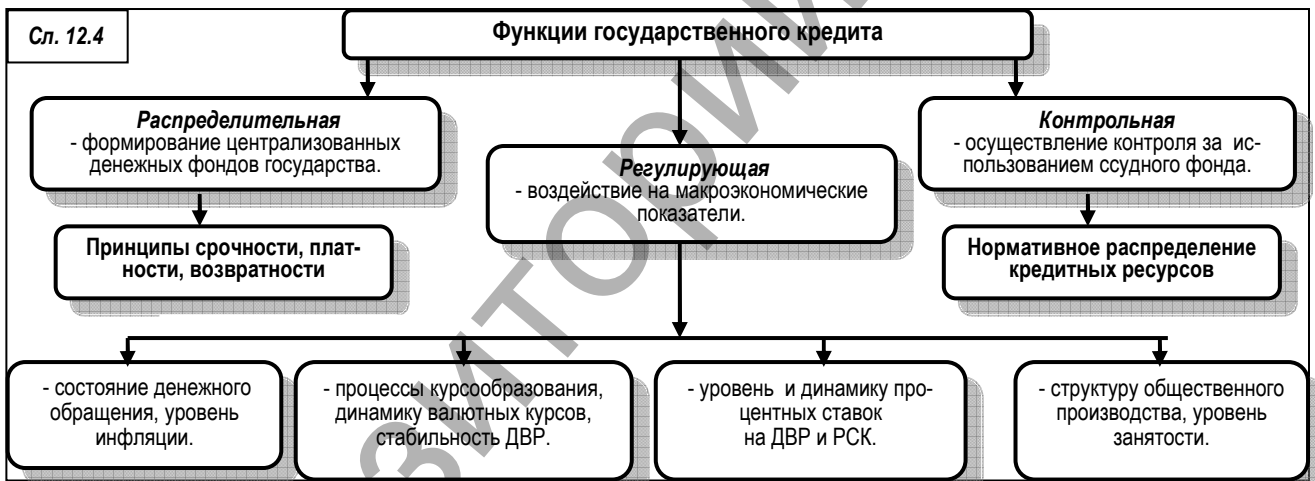 Сл. 12.4
Функции государственного кредита
Распределительная
- формирование централизованных
денежных фондов государства.
Регулирующая
- воздействие на макроэкономические
показатели.
Контрольная
- осуществление контроля за ис-
пользованием ссудного фонда.
Принципы срочности, плат-
ности, возвратности
Нормативное распределение
кредитных ресурсов
- состояние денежного
обращения, уровень
инфляции.
- процессы курсообразования,
динамику валютных курсов,
стабильность ДВР.
- уровень и динамику про-
центных ставок
на ДВР и РСК.
- структуру общественного
производства, уровень
занятости.
ЗИТОРИЙ